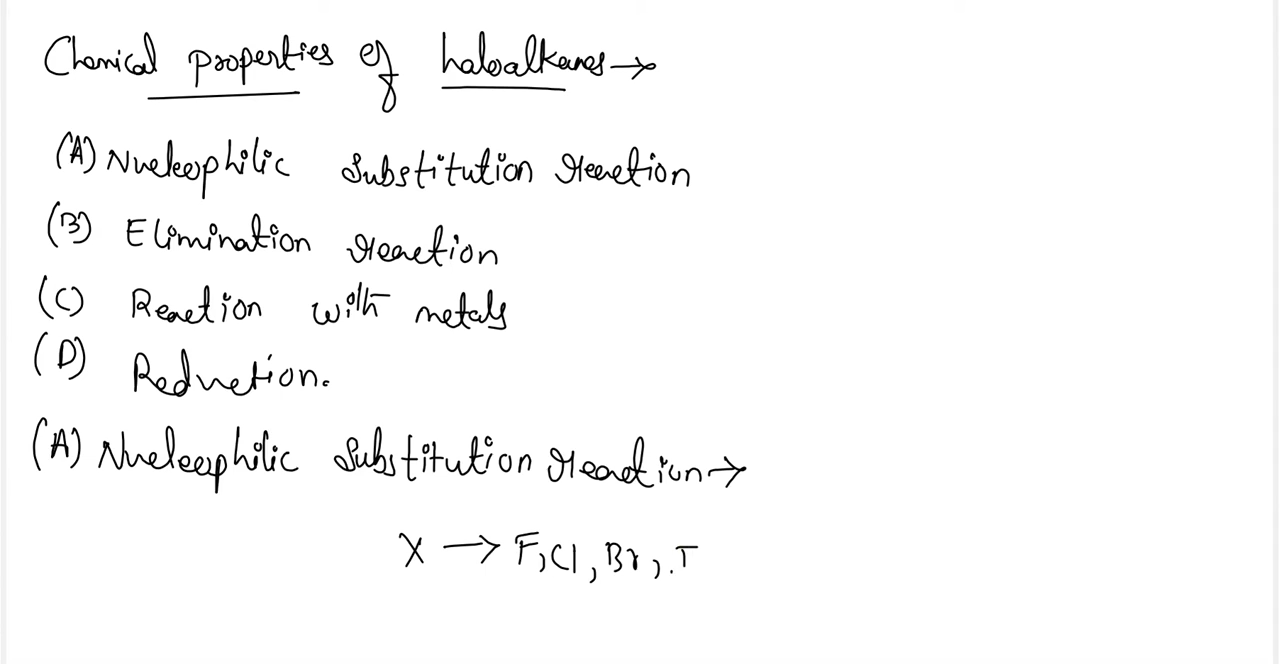 Chemical properties of haloalkanes →
(A) Nucleophilic Substitution reaction
(B) Elimination reaction
(C) Reaction with metals
(D) Reduction.
(A) Nucleophilic Substitution reaction →
X → F, Cl, Br, I